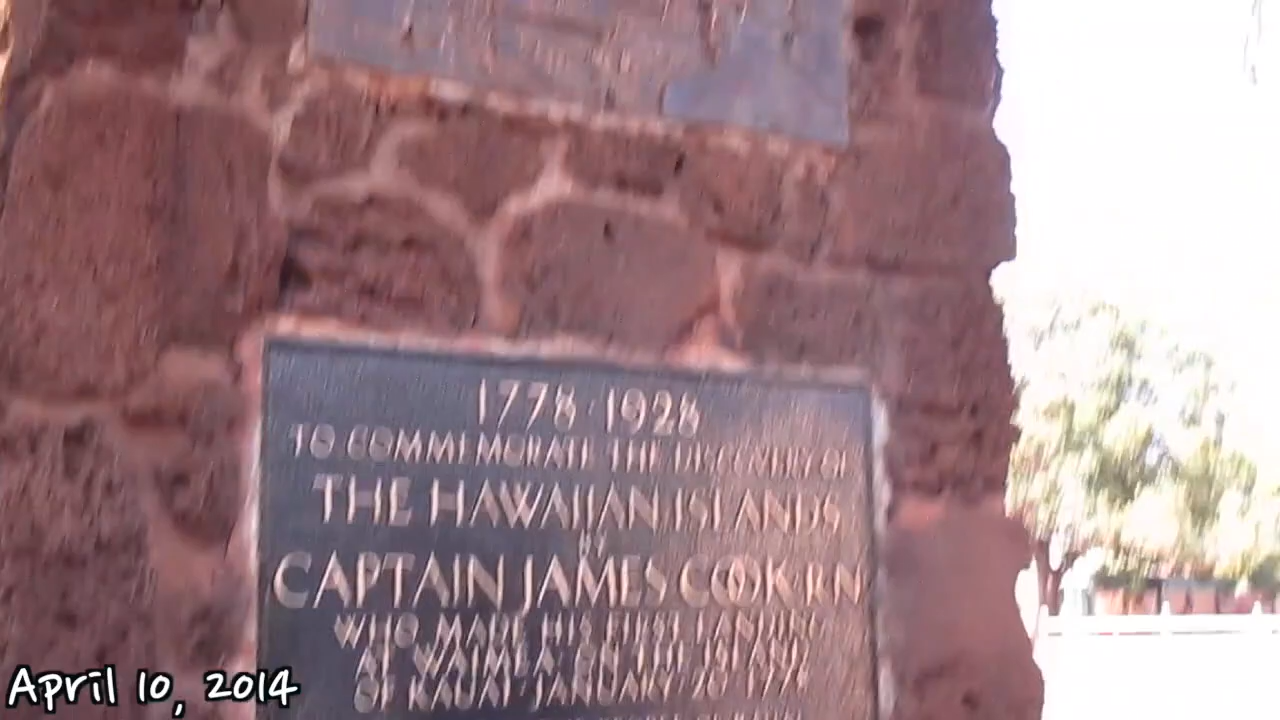 1778 · 1928
TO COMMEMORATE THE DISCOVERY OF
THE HAWAIIAN ISLANDS
BY
CAPTAIN JAMES COOK R N
WHO MADE HIS FIRST LANDING
AT WAIMEA ON THE ISLAND
OF KAUAI JANUARY 20 1778
April 10, 2014